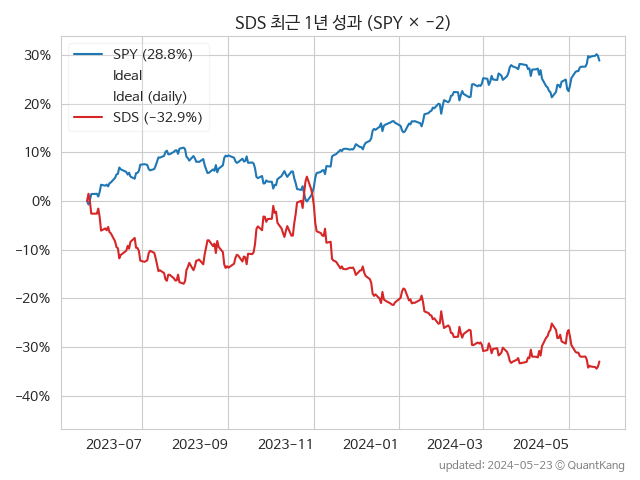 SDS 최근 1년 성과 (SPY × −2)
SPY (28.8%)
Ideal
Ideal (daily)
SDS (−32.9%)
30%
20%
10%
0%
−10%
−20%
−30%
−40%
2023-07 2023-09 2023-11 2024-01 2024-03 2024-05
updated: 2024-05-23 ⓒ QuantKang